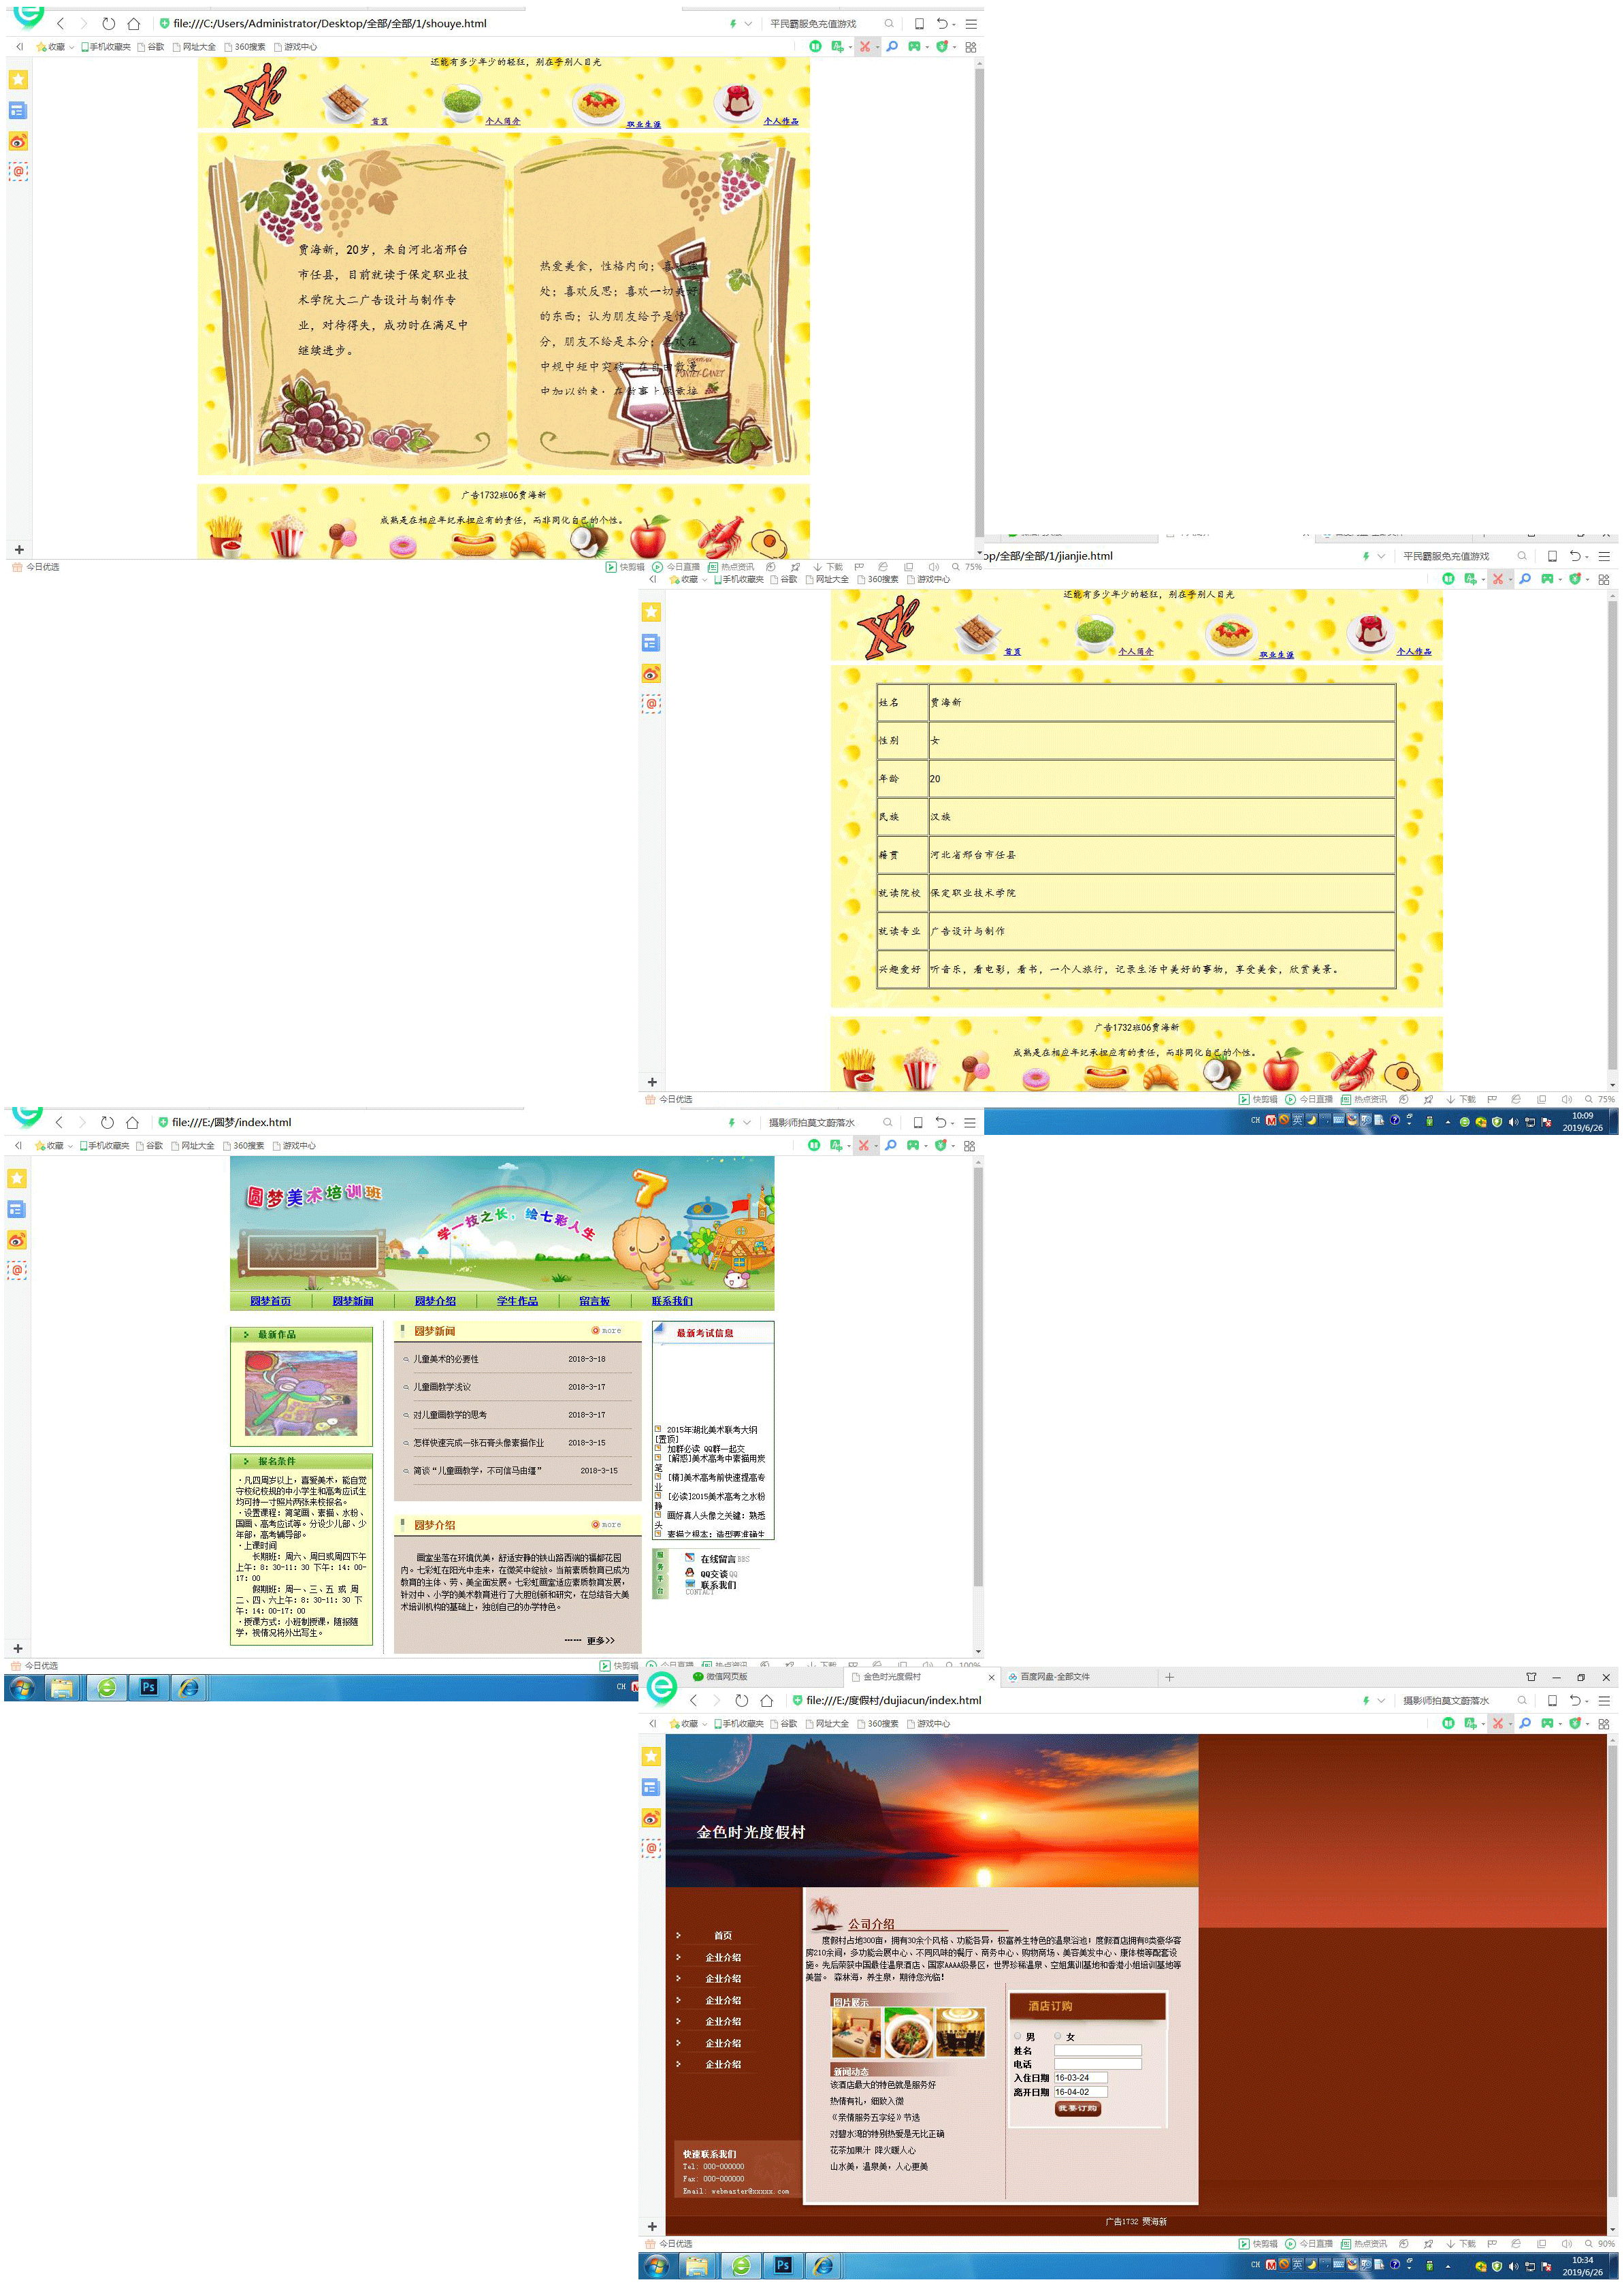 file:///C:/Users/Administrator/Desktop/全部/全部/1/shouye.html
平民霸服免充值游戏
收藏 手机收藏夹 谷歌 网址大全 360搜索 游戏中心
还能有多少年少的轻狂，别在乎别人目光
首页 个人简介 职业生涯 个人作品
贾海新，20岁，来自河北省邢台
市任县，目前就读于保定职业技
术学院大二广告设计与制作专
业，对待得失，成功时在满足中
继续进步。
热爱美食，性格内向；喜欢独
处；喜欢反思；喜欢一切美好
的东西；认为朋友给予是情
分，朋友不给是本分；喜欢在
中规中矩中突破，在自由散漫
中加以约束；在做事上愿意接
广告1732班06贾海新
成熟是在相应年纪承担应有的责任，而非同化自己的个性。
今日优选
快剪辑 今日直播 热点资讯 下载 75%
op/全部/全部/1/jianjie.html
平民霸服免充值游戏
收藏 手机收藏夹 谷歌 网址大全 360搜索 游戏中心
还能有多少年少的轻狂，别在乎别人目光
首页 个人简介 职业生涯 个人作品
姓名 贾海新
性别 女
年龄 20
民族 汉族
籍贯 河北省邢台市任县
就读院校 保定职业技术学院
就读专业 广告设计与制作
兴趣爱好 听音乐，看电影，看书，一个人旅行，记录生活中美好的事物，享受美食，欣赏美景。
广告1732班06贾海新
成熟是在相应年纪承担应有的责任，而非同化自己的个性。
今日优选
快剪辑 今日直播 热点资讯 下载 75%
CH 英 10:09
2019/6/26
file:///E:/圆梦/index.html
摄影师拍莫文蔚落水
收藏 手机收藏夹 谷歌 网址大全 360搜索 游戏中心
圆梦美术培训班
学一技之长，绘七彩人生
欢迎光临！
圆梦首页 圆梦新闻 圆梦介绍 学生作品 留言板 联系我们
最新作品
报名条件
·凡四周岁以上，喜爱美术，能自觉
守校纪校规的中小学生和高考应试生
均可持一寸照片两张来校报名。
·设置课程：简笔画、素描、水粉、
国画、高考应试等。分设少儿部、少
年部，高考辅导部。
·上课时间
长期班：周六、周日或周四下午
上午：8：30-11：30 下午：14：00-
17：00
假期班：周一、三、五 或 周
二、四、六上午：8：30-11：30 下
午：14：00-17：00
·授课方式：小班制授课，随报随
学，视情况将外出写生。
圆梦新闻 more
儿童美术的必要性 2018-3-18
儿童画教学浅议 2018-3-17
对儿童画教学的思考 2018-3-17
怎样快速完成一张石膏头像素描作业 2018-3-15
简谈“儿童画教学，不可信马由缰” 2018-3-15
圆梦介绍 more
画室坐落在环境优美，舒适安静的铁山路西端的福都花园
内。七彩虹在阳光中走来，在微笑中绽放。当前素质教育已成为
教育的主体、劳、美全面发展。七彩虹画室适应素质教育发展，
针对中、小学的美术教育进行了大胆创新和研究，在总结各大美
术培训机构的基础上，独创自己的办学特色。
…… 更多>>
最新考试信息
2015年湖北美术联考大纲
[置顶]
加群必读 QQ群一起交
[解惑]美术高考中素描用炭
笔
[精]美术高考前快速提高专
业
[必读]2015美术高考之水粉
静
画好真人头像之关键：熟悉
头
素描之根本：造型要准确生
服务平台
在线留言BBS
QQ交谈QQ
联系我们
CONTACT
今日优选
快剪辑 今日直播 热点资讯 下载 100%
CH
微信网页版 金色时光度假村 百度网盘-全部文件
file:///E:/度假村/dujiacun/index.html
摄影师拍莫文蔚落水
收藏 手机收藏夹 谷歌 网址大全 360搜索 游戏中心
金色时光度假村
首页
企业介绍
企业介绍
企业介绍
企业介绍
企业介绍
企业介绍
快速联系我们
Tel: 000-000000
Fax: 000-000000
Email: webmaster@xxxxx.com
公司介绍
度假村占地300亩，拥有30余个风格、功能各异，极富养生特色的温泉浴池；度假酒店拥有8类豪华客
房210余间，多功能会展中心、不同风味的餐厅、商务中心、购物商场、美容美发中心、康体楼等配套设
施。先后荣获中国最佳温泉酒店、国家AAAA级景区，世界珍稀温泉、空姐集训基地和香港小姐培训基地等
美誉。 森林海，养生泉，期待您光临！
图片展示
新闻动态
该酒店最大的特色就是服务好
热情有礼，细致入微
《亲情服务五字经》节选
对碧水湾的特别热爱是无比正确
花茶加果汁 降火暖人心
山水美，温泉美，人心更美
酒店订购
男 女
姓名
电话
入住日期 16-03-24
离开日期 16-04-02
我要订购
广告1732 贾海新
今日优选
快剪辑 今日直播 热点资讯 下载 90%
CH 英 10:34
2019/6/26